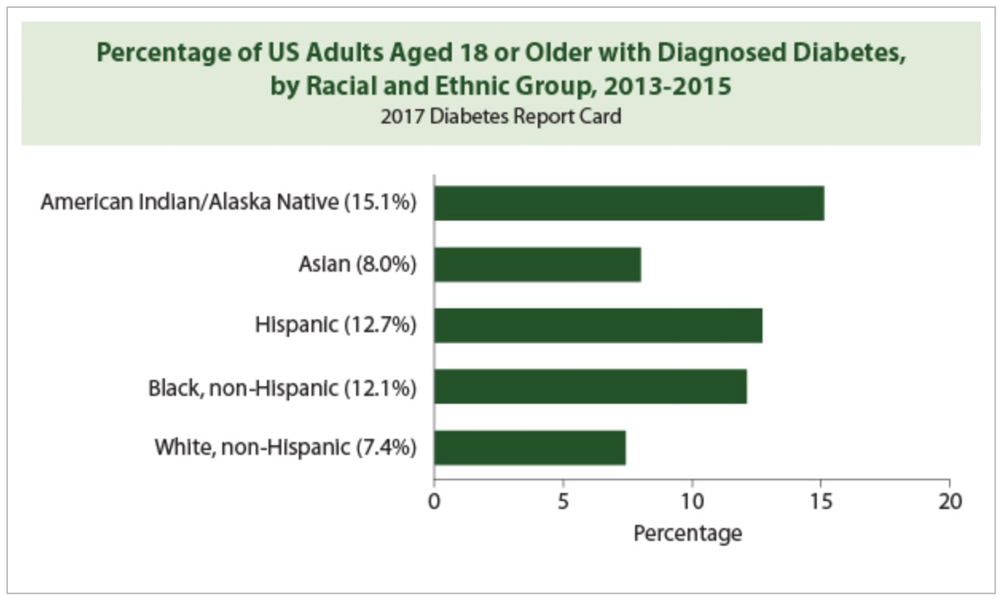 Percentage of US Adults Aged 18 or Older with Diagnosed Diabetes,
by Racial and Ethnic Group, 2013-2015
2017 Diabetes Report Card
American Indian/Alaska Native (15.1%)
Asian (8.0%)
Hispanic (12.7%)
Black, non-Hispanic (12.1%)
White, non-Hispanic (7.4%)
0 5 10 15 20
Percentage